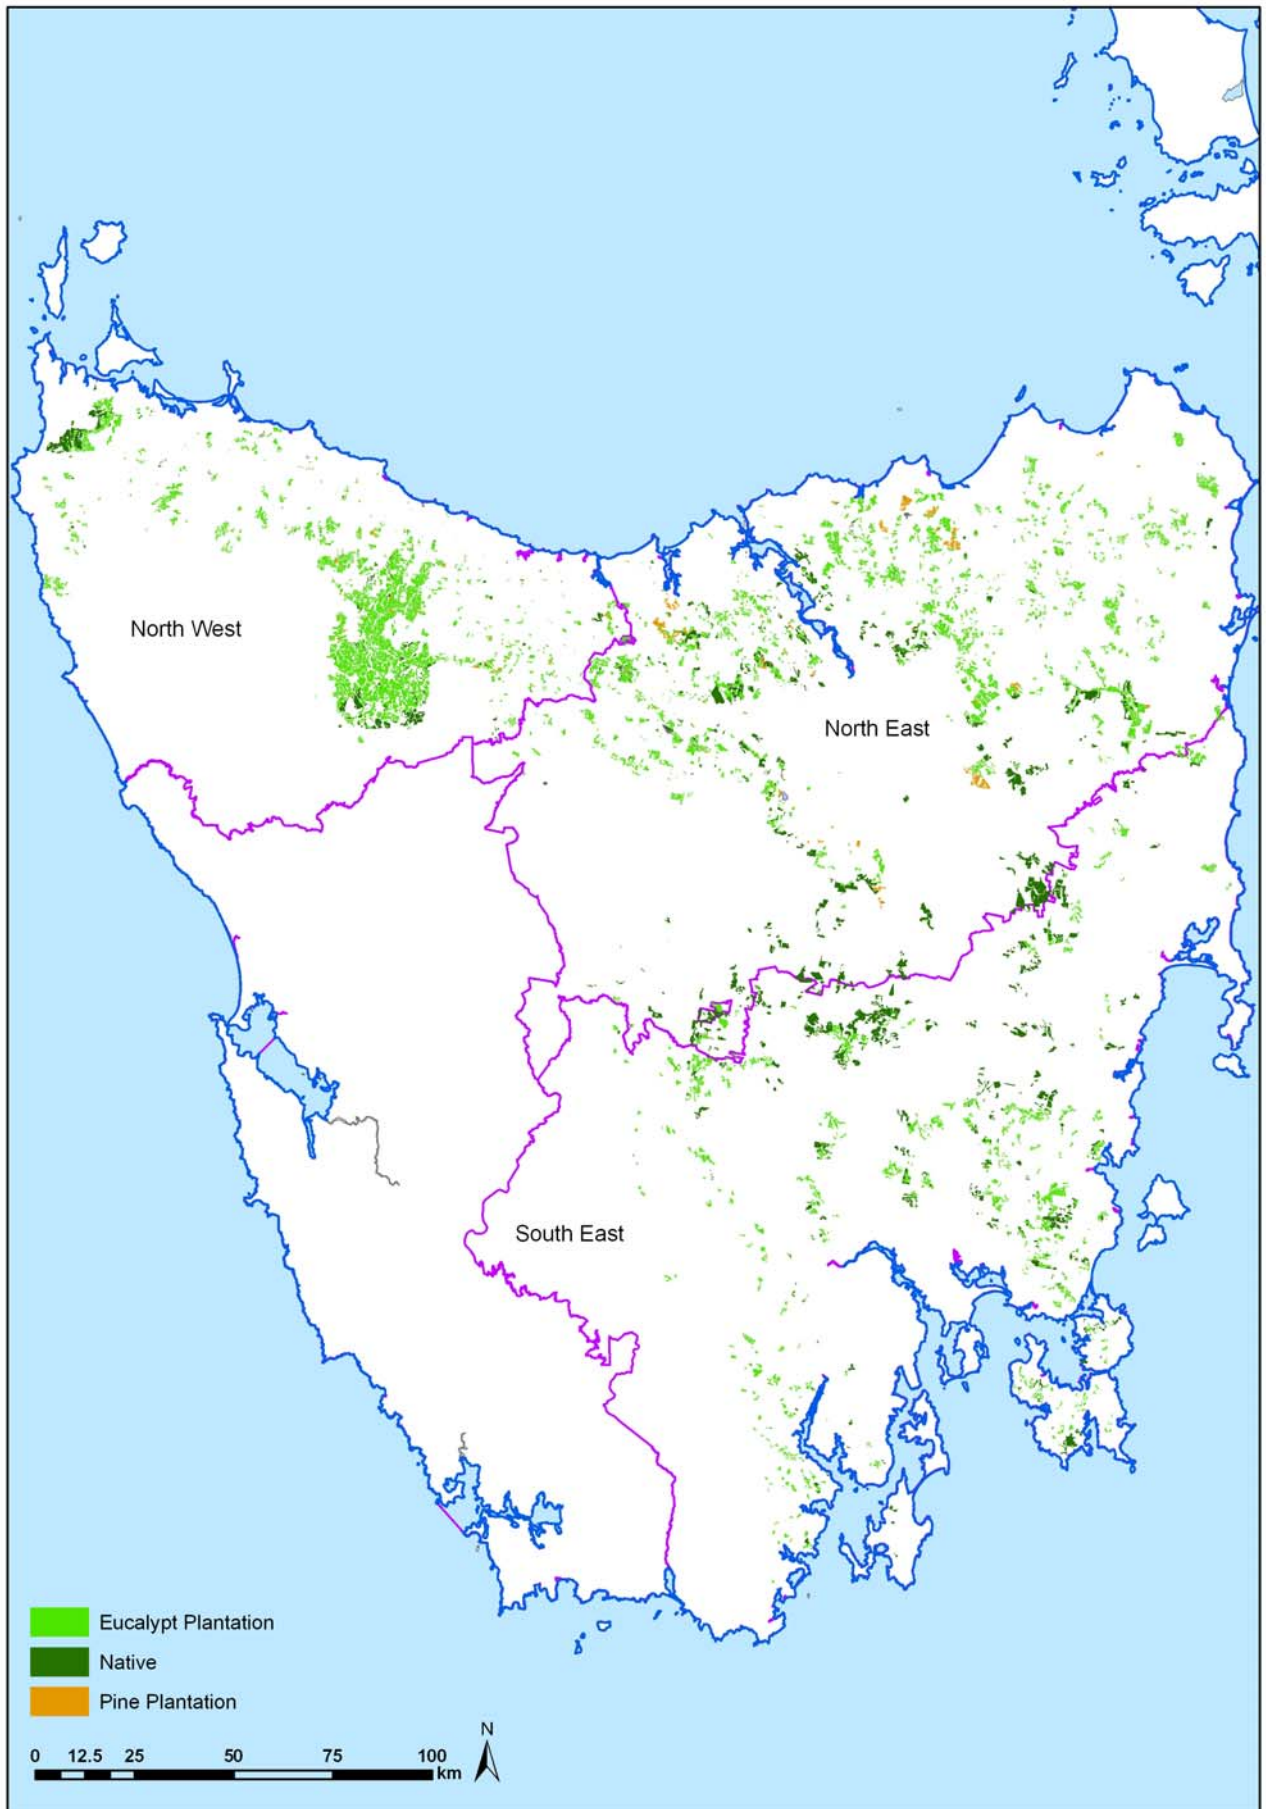 North West
North East
South East
Eucalypt Plantation
Native
Pine Plantation
N
0 12.5 25 50 75 100
km